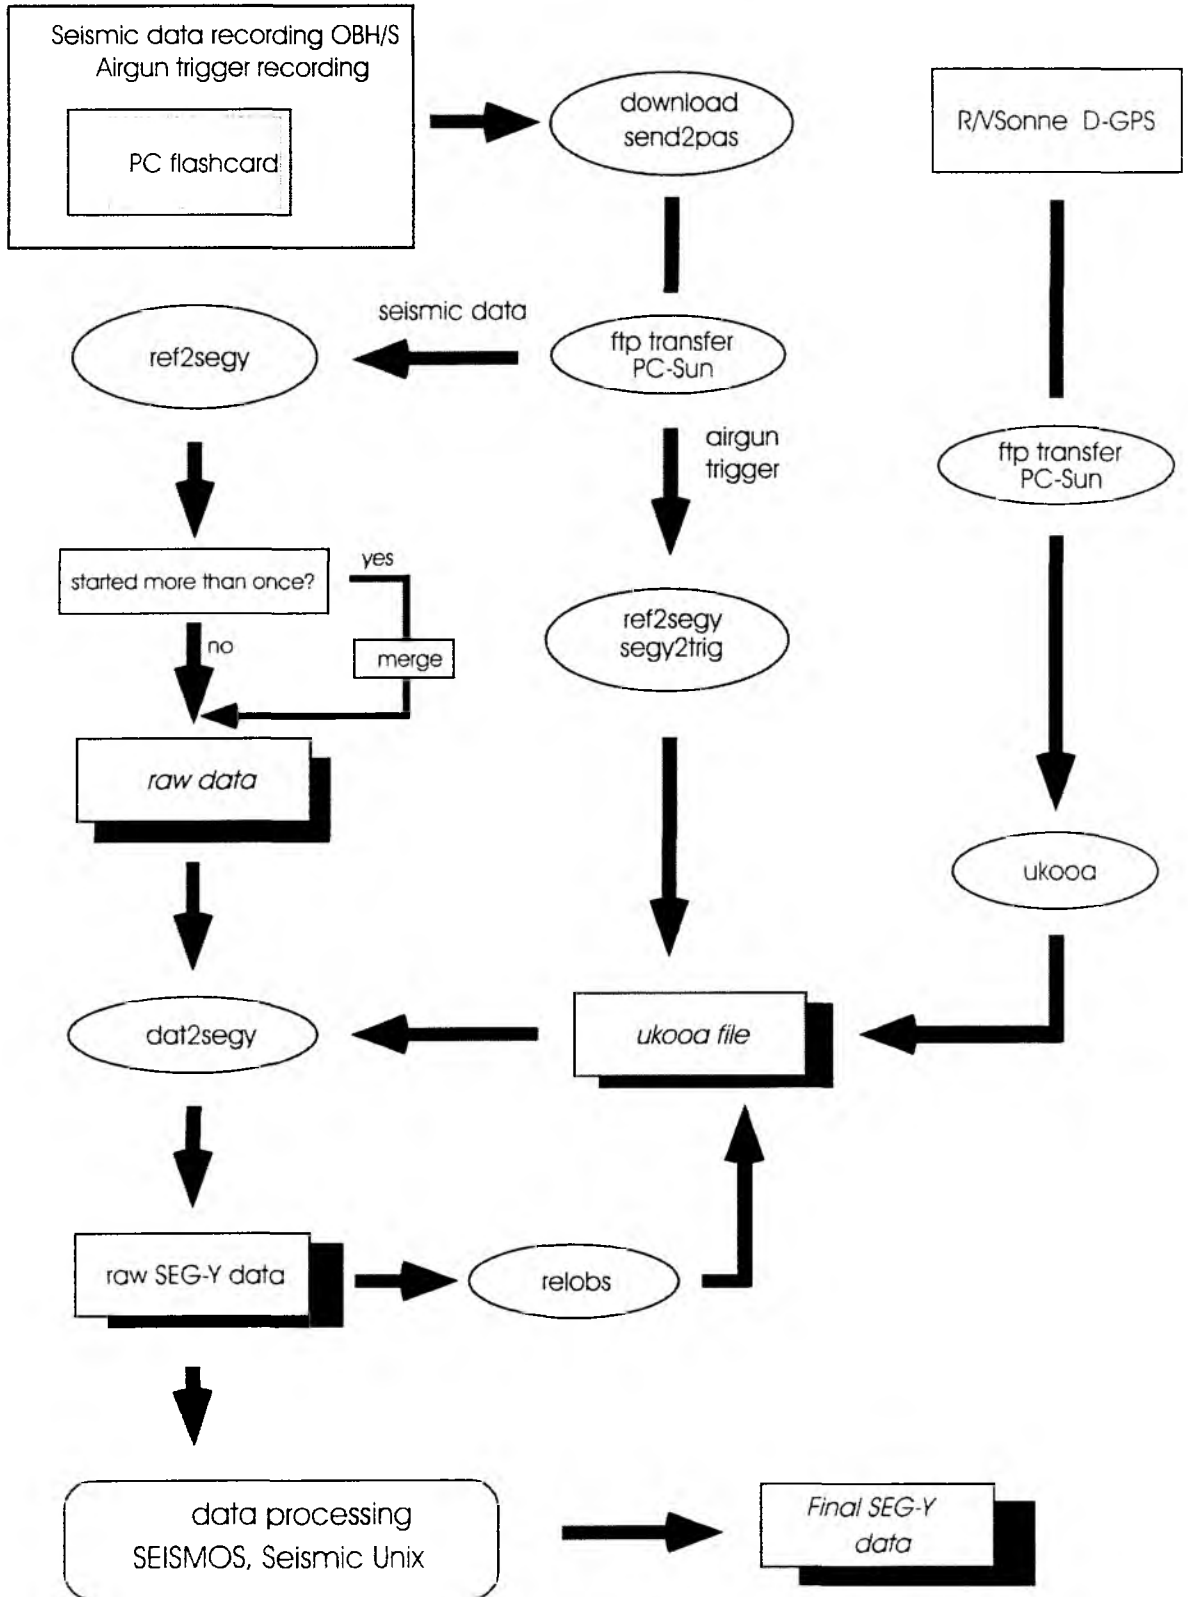 Seismic data recording OBH/S
Airgun trigger recording
PC flashcard
download
send2pas
R/VSonne D-GPS
seismic data
ref2segy
ftp transfer
PC-Sun
airgun
trigger
ftp transfer
PC-Sun
started more than once?
yes
no
merge
ref2segy
segy2trig
raw data
ukooa
dat2segy
ukooa file
raw SEG-Y data
relobs
data processing
SEISMOS, Seismic Unix
Final SEG-Y
data